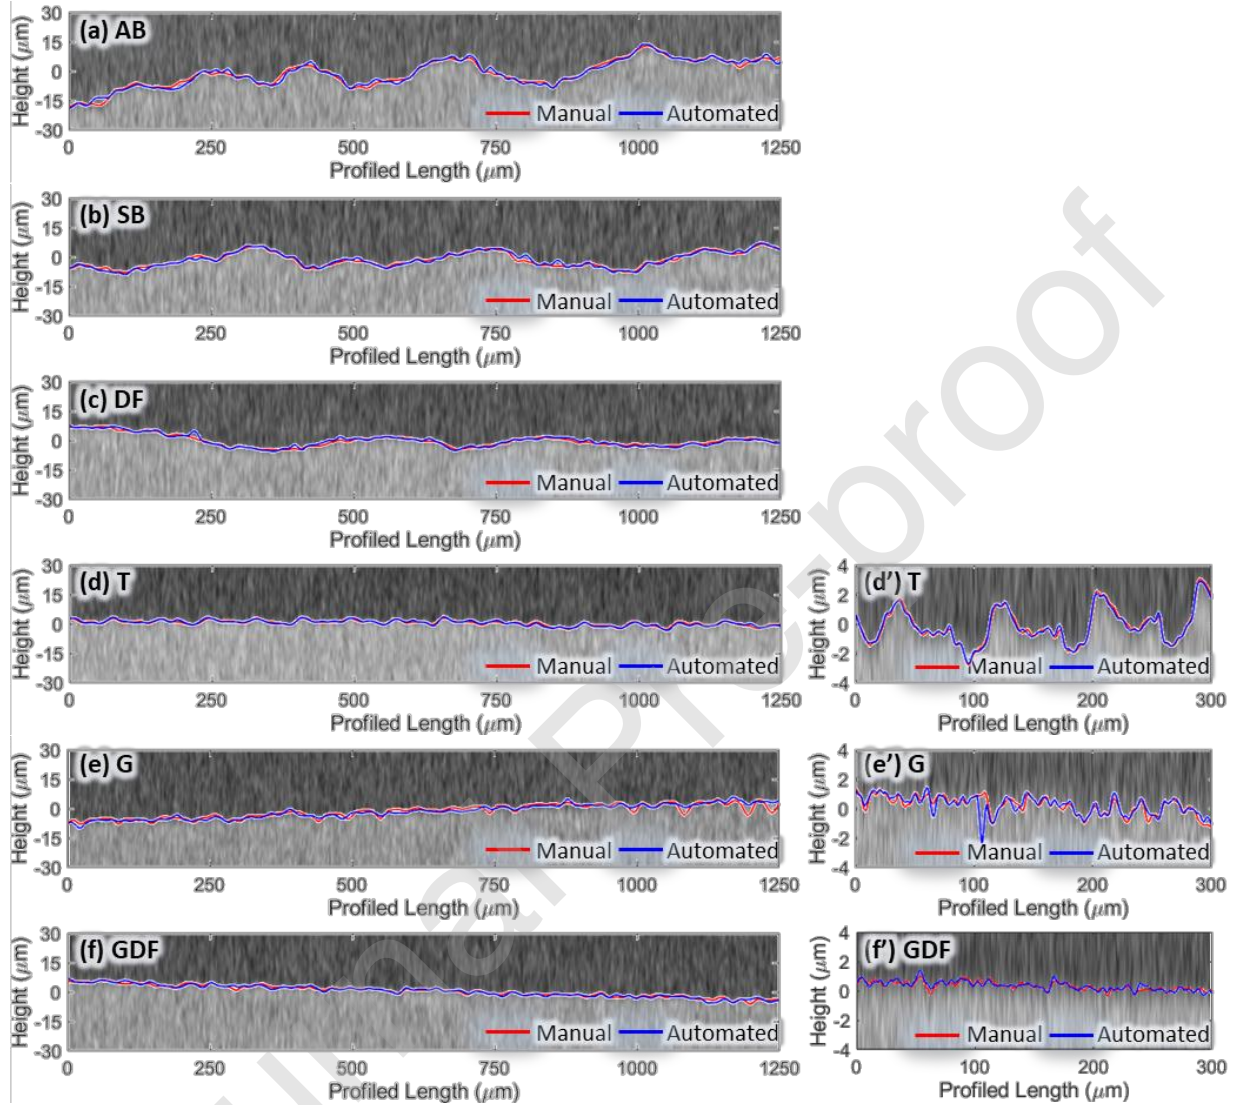 (a) AB
Height (μm)
30
15
0
-15
-30
Manual Automated
0 250 500 750 1000 1250
Profiled Length (μm)
(b) SB
Height (μm)
30
15
0
-15
-30
Manual Automated
0 250 500 750 1000 1250
Profiled Length (μm)
(c) DF
Height (μm)
30
15
0
-15
-30
Manual Automated
0 250 500 750 1000 1250
Profiled Length (μm)
(d) T
Height (μm)
30
15
0
-15
-30
Manual Automated
0 250 500 750 1000 1250
Profiled Length (μm)
(d') T
Height (μm)
4
2
0
-2
-4
Manual Automated
0 100 200 300
Profiled Length (μm)
(e) G
Height (μm)
30
15
0
-15
-30
Manual Automated
0 250 500 750 1000 1250
Profiled Length (μm)
(e') G
Height (μm)
4
2
0
-2
-4
Manual Automated
0 100 200 300
Profiled Length (μm)
(f) GDF
Height (μm)
30
15
0
-15
-30
Manual Automated
0 250 500 750 1000 1250
Profiled Length (μm)
(f') GDF
Height (μm)
4
2
0
-2
-4
Manual Automated
0 100 200 300
Profiled Length (μm)
rnal Pre-proof